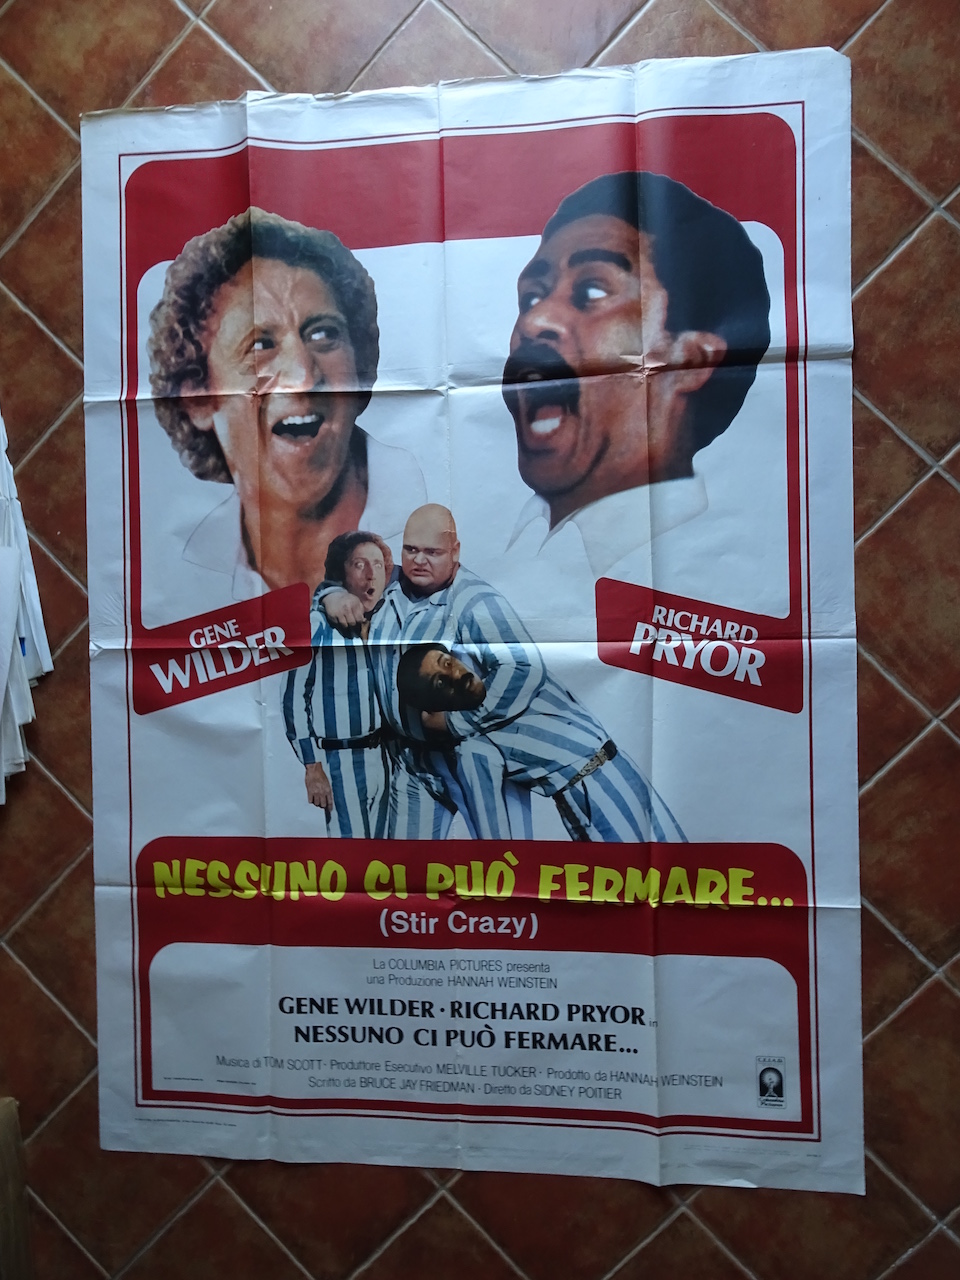 GENE
WILDER
RICHARD
PRYOR
NESSUNO CI PUÒ FERMARE...
(Stir Crazy)
La COLUMBIA PICTURES presenta
una Produzione HANNAH WEINSTEIN
GENE WILDER · RICHARD PRYOR in
NESSUNO CI PUÒ FERMARE...
Musica di TOM SCOTT · Produttore Esecutivo MELVILLE TUCKER · Prodotto da HANNAH WEINSTEIN
Scritto da BRUCE JAY FRIEDMAN · Diretto da SIDNEY POITIER
Columbia
Pictures